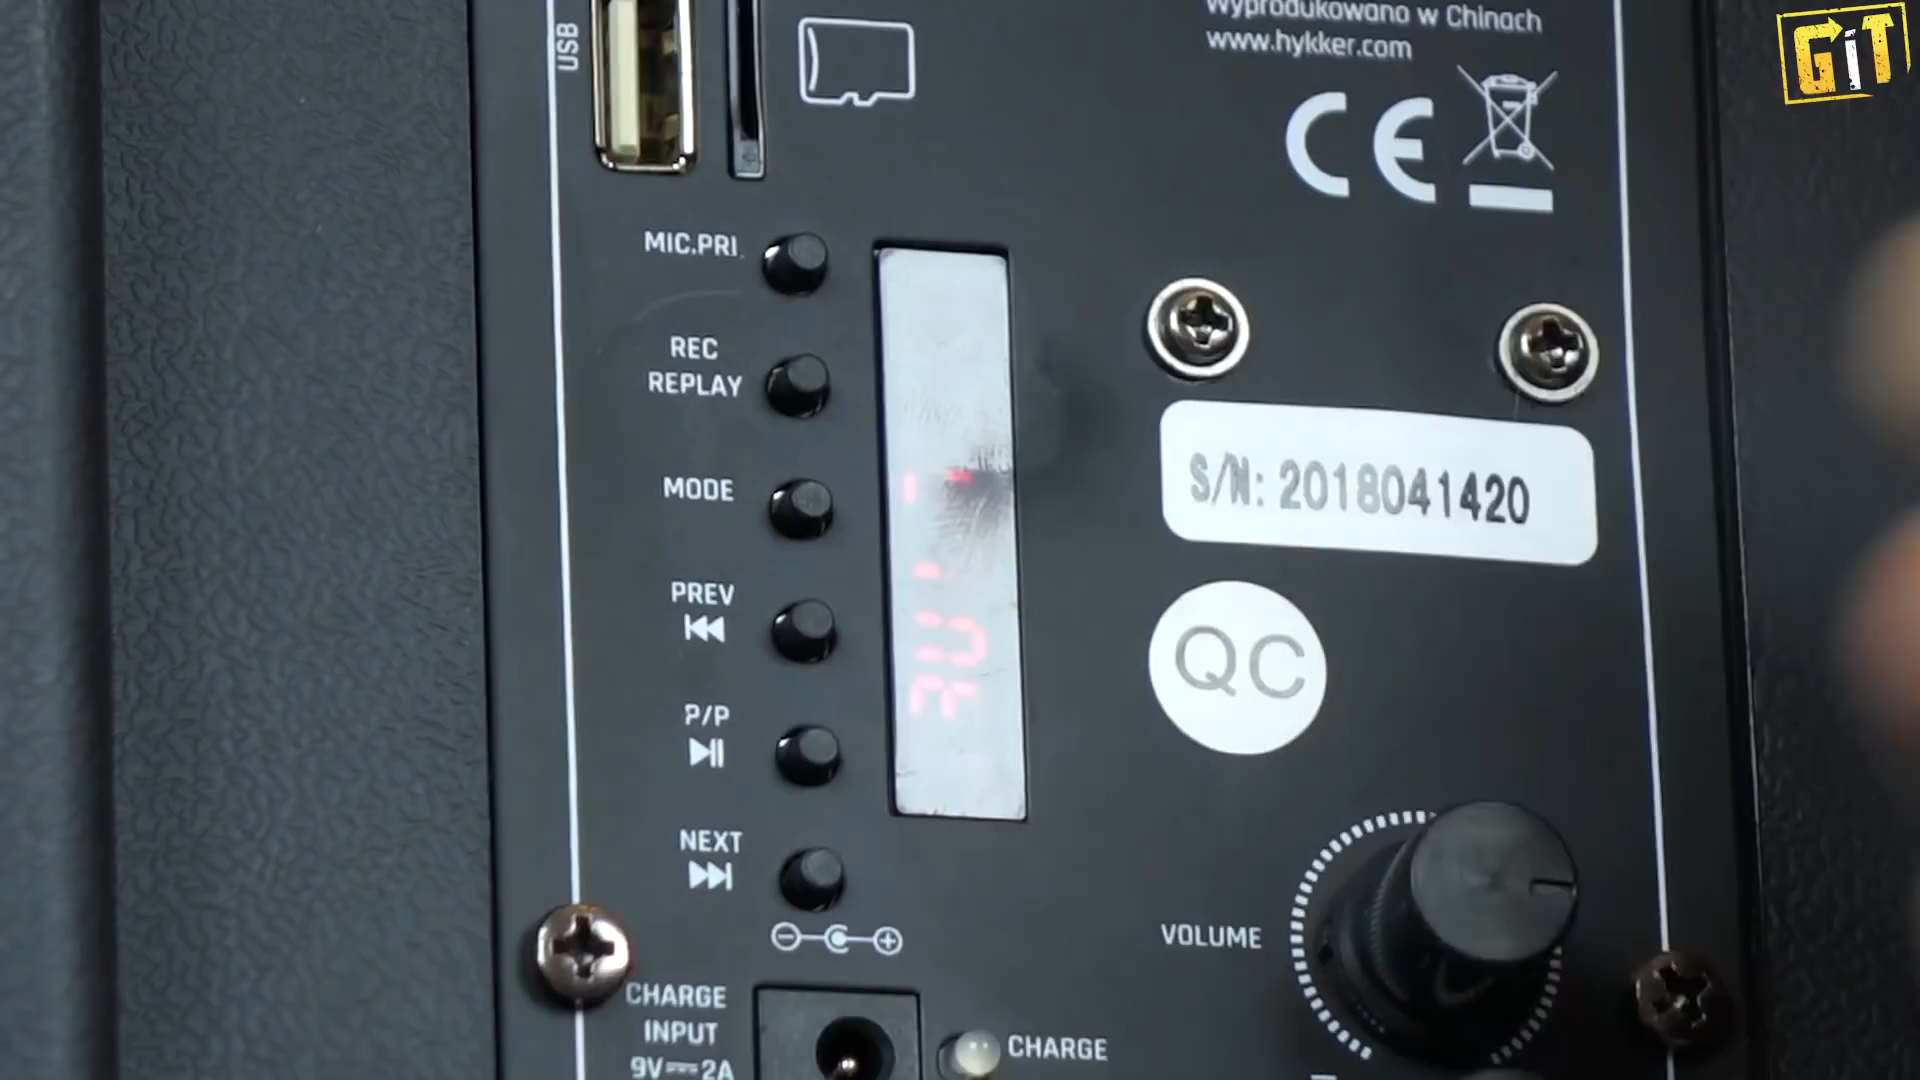 USB
Wyprodukowano w Chinach
www.hykker.com
CE
GiT
MIC.PRI.
REC
REPLAY
MODE
S/N: 2018041420
PREV
QC
P/P
NEXT
VOLUME
CHARGE
INPUT
9V⎓2A
CHARGE